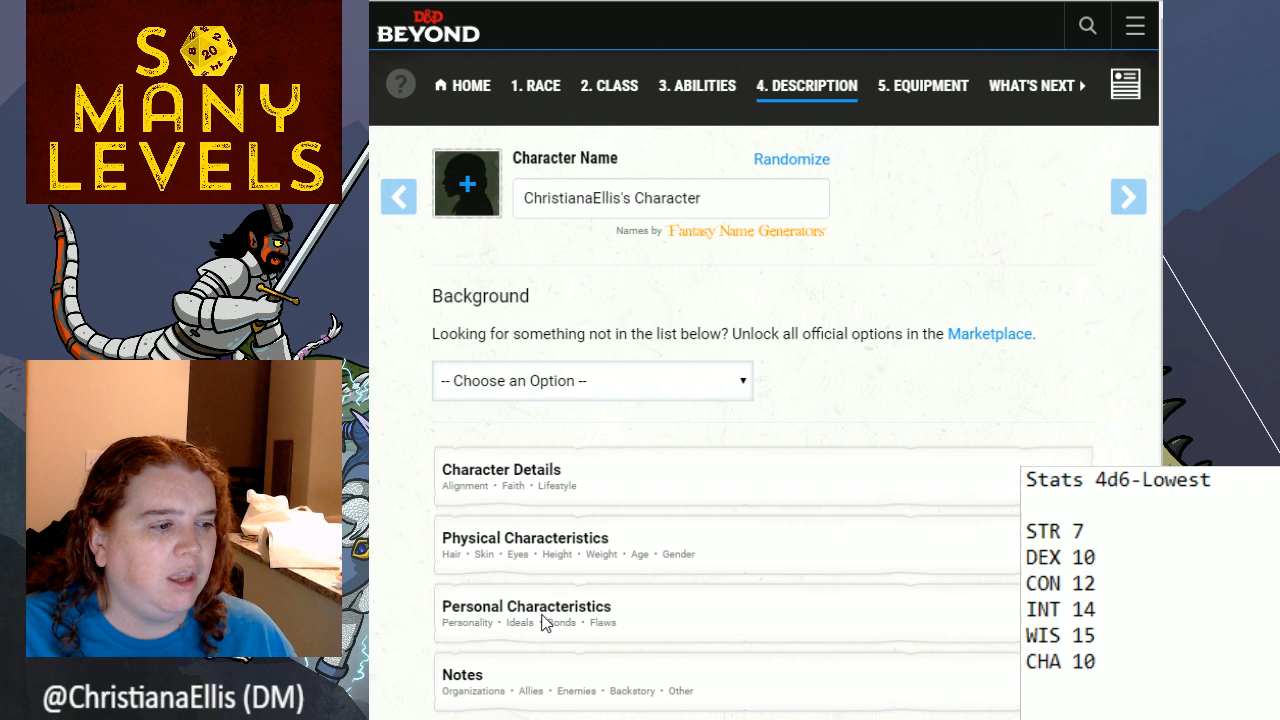 SO
MANY
LEVELS
@ChristianaEllis (DM)
D&D
BEYOND
? HOME 1. RACE 2. CLASS 3. ABILITIES 4. DESCRIPTION 5. EQUIPMENT WHAT'S NEXT
Character Name Randomize
ChristianaEllis's Character
Names by Fantasy Name Generators
Background
Looking for something not in the list below? Unlock all official options in the Marketplace.
-- Choose an Option --
Character Details
Alignment • Faith • Lifestyle
Physical Characteristics
Hair • Skin • Eyes • Height • Weight • Age • Gender
Personal Characteristics
Personality • Ideals • Bonds • Flaws
Notes
Organizations • Allies • Enemies • Backstory • Other
Stats 4d6-Lowest
STR 7
DEX 10
CON 12
INT 14
WIS 15
CHA 10